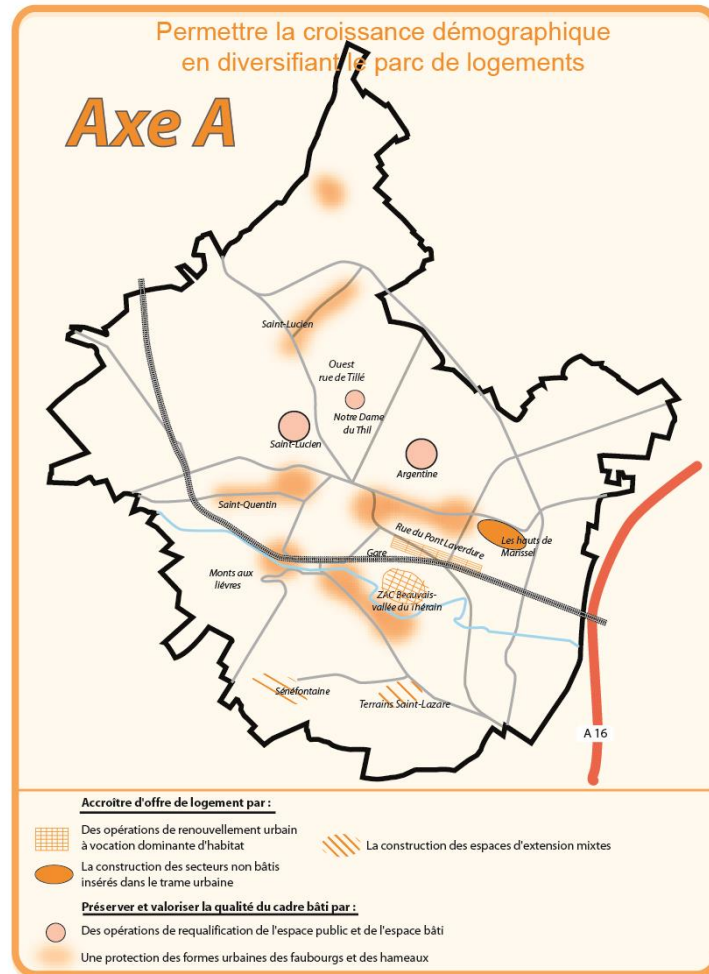 Permettre la croissance démographique
en diversifiant le parc de logements
Axe A
Saint-Lucien
Ouest
rue de Tillé
Notre Dame
du Thil
Saint-Lucien
Argentine
Saint-Quentin
Rue du Pont Laverdure
Les hauts de
Marissel
Gare
Monts aux
lièvres
ZAC Beauvais-
vallée du Thérain
Sénéfontaine
Terrains Saint-Lazare
A 16
Accroître d'offre de logement par :
Des opérations de renouvellement urbain
à vocation dominante d'habitat
La construction des espaces d'extension mixtes
La construction des secteurs non bâtis
insérés dans le trame urbaine
Préserver et valoriser la qualité du cadre bâti par :
Des opérations de requalification de l'espace public et de l'espace bâti
Une protection des formes urbaines des faubourgs et des hameaux